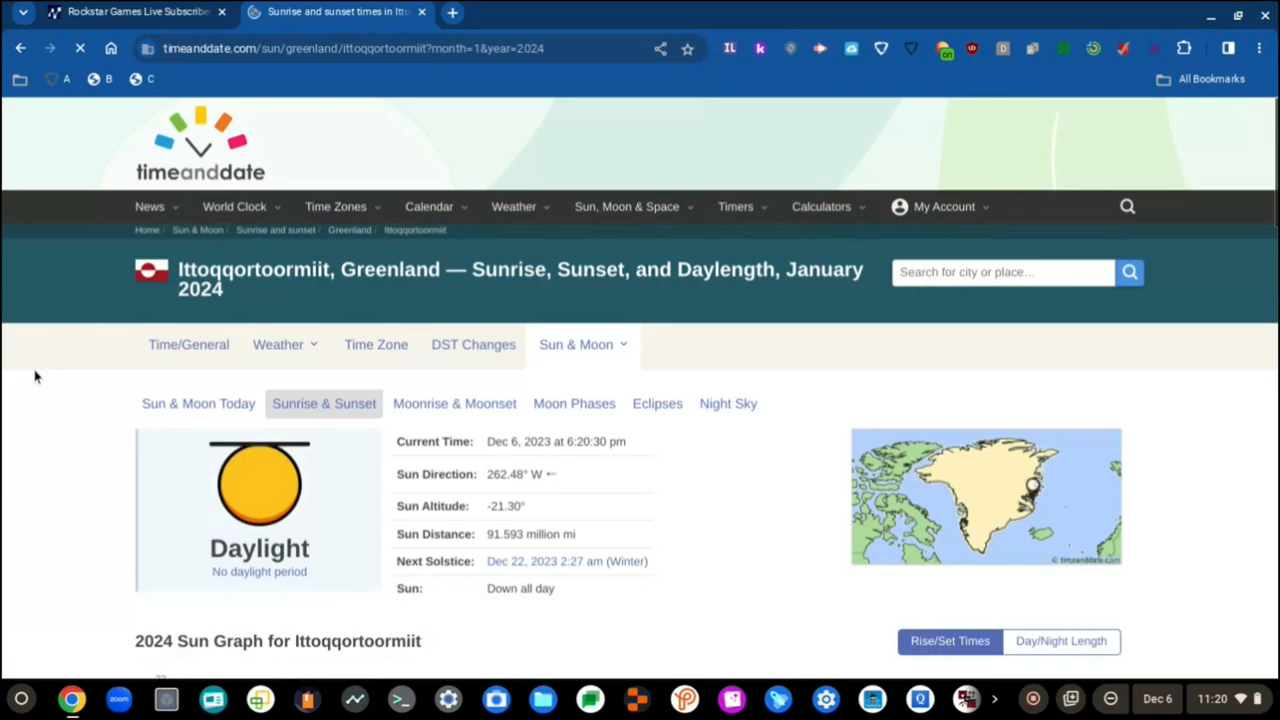 Rockstar Games Live Subscribe
Sunrise and sunset times in Itto
timeanddate.com/sun/greenland/ittoqqortoormiit?month=1&year=2024
IL
k
on
D
A
B
C
All Bookmarks
timeanddate
News
World Clock
Time Zones
Calendar
Weather
Sun, Moon & Space
Timers
Calculators
My Account
Home / Sun & Moon / Sunrise and sunset / Greenland / Ittoqqortoormiit
Ittoqqortoormiit, Greenland — Sunrise, Sunset, and Daylength, January
2024
Search for city or place...
Time/General
Weather
Time Zone
DST Changes
Sun & Moon
Sun & Moon Today
Sunrise & Sunset
Moonrise & Moonset
Moon Phases
Eclipses
Night Sky
Daylight
No daylight period
Current Time: Dec 6, 2023 at 6:20:30 pm
Sun Direction: 262.48° W ←
Sun Altitude: -21.30°
Sun Distance: 91.593 million mi
Next Solstice: Dec 22, 2023 2:27 am (Winter)
Sun: Down all day
© timeanddate.com
2024 Sun Graph for Ittoqqortoormiit
Rise/Set Times
Day/Night Length
zoom
Q
Dec 6
11:20